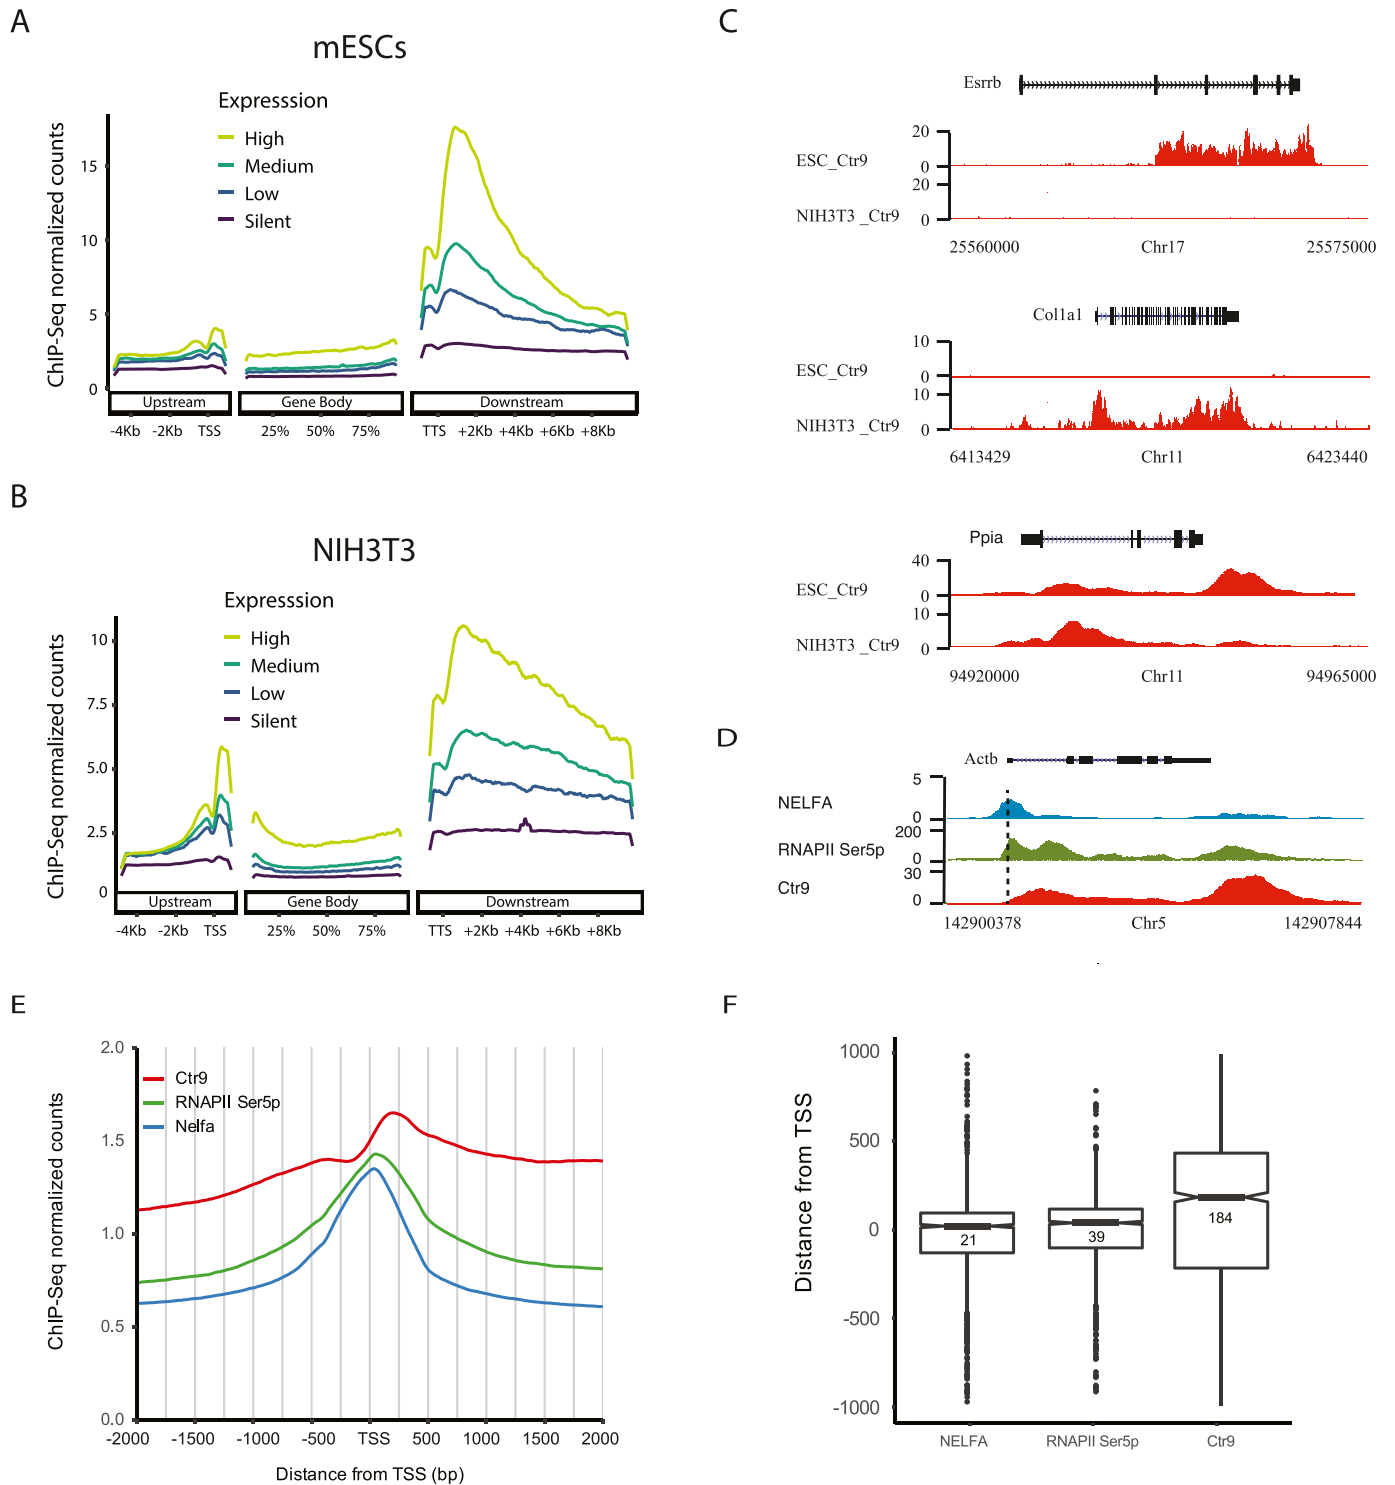 A
mESCs
Expresssion
High
Medium
Low
Silent
ChIP-Seq normalized counts
15
10
5
0
Upstream
Gene Body
Downstream
-4Kb
-2Kb
TSS
25%
50%
75%
TTS
+2Kb
+4Kb
+6Kb
+8Kb
B
NIH3T3
Expresssion
High
Medium
Low
Silent
ChIP-Seq normalized counts
10
7.5
5.0
2.5
0
Upstream
Gene Body
Downstream
-4Kb
-2Kb
TSS
25%
50%
75%
TTS
+2Kb
+4Kb
+6Kb
+8Kb
C
Esrrb
ESC_Ctr9
20
0
NIH3T3 _Ctr9
20
0
25560000
Chr17
25575000
Col1a1
ESC_Ctr9
10
0
NIH3T3 _Ctr9
10
0
6413429
Chr11
6423440
Ppia
ESC_Ctr9
40
0
NIH3T3 _Ctr9
10
0
94920000
Chr11
94965000
D
Actb
NELFA
5
0
RNAPII Ser5p
200
0
Ctr9
30
0
142900378
Chr5
142907844
E
ChIP-Seq normalized counts
2.0
1.5
1.0
0.5
0.0
Ctr9
RNAPII Ser5p
Nelfa
-2000
-1500
-1000
-500
TSS
500
1000
1500
2000
Distance from TSS (bp)
F
Distance from TSS
1000
500
0
-500
-1000
21
39
184
NELFA
RNAPII Ser5p
Ctr9